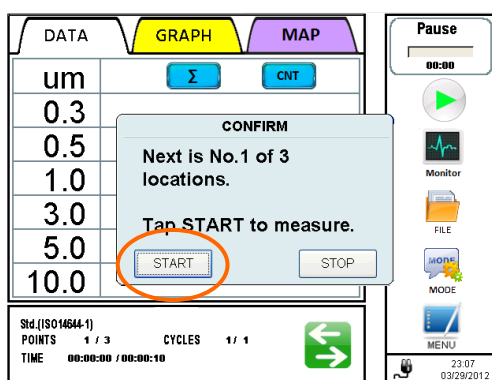 DATA
GRAPH
MAP
um
Σ
CNT
0.3
0.5
1.0
3.0
5.0
10.0
CONFIRM
Next is No.1 of 3
locations.
Tap START to measure.
START
STOP
Std.(ISO14644-1)
POINTS 1 / 3 CYCLES 1 / 1
TIME 00:00:00 / 00:00:10
Pause
00:00
Monitor
FILE
MODE
MODE
MENU
23:07
03/29/2012